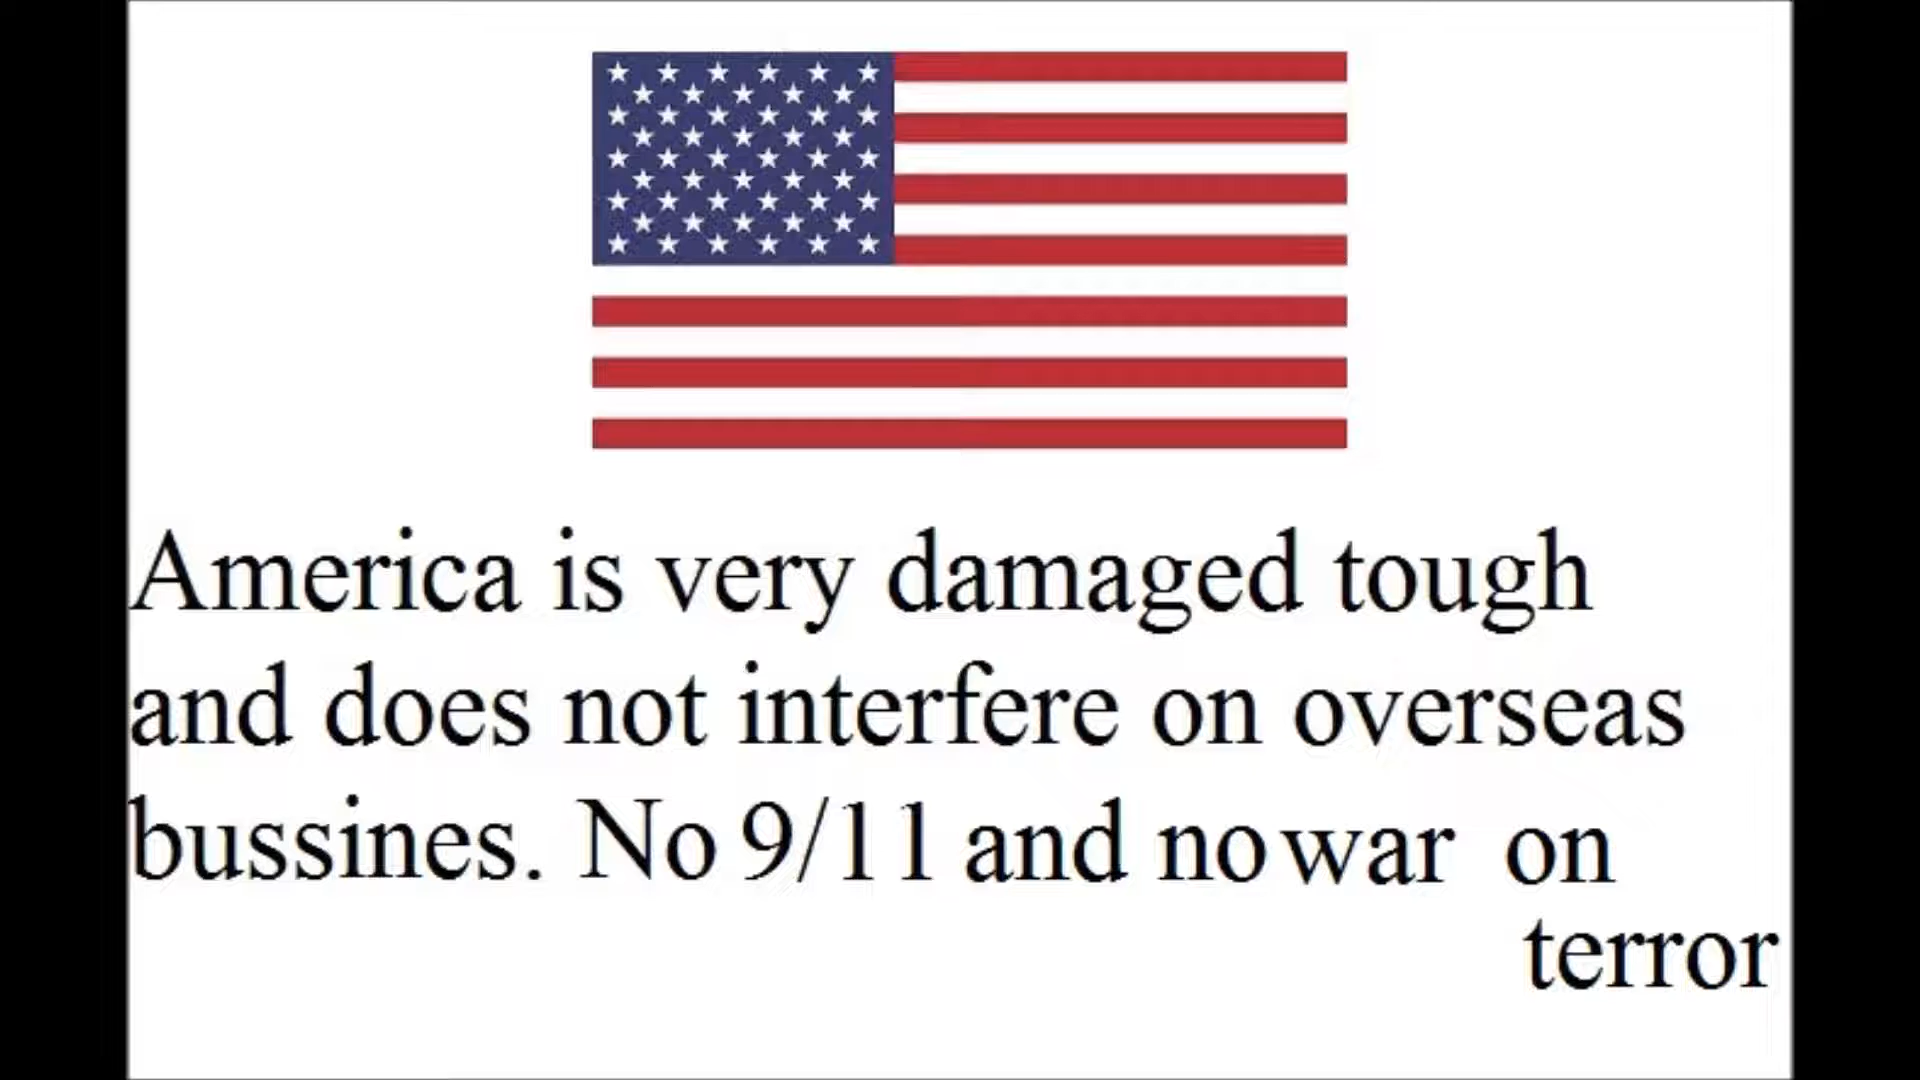 America is very damaged tough
and does not interfere on overseas
bussines. No 9/11 and no war on
terror